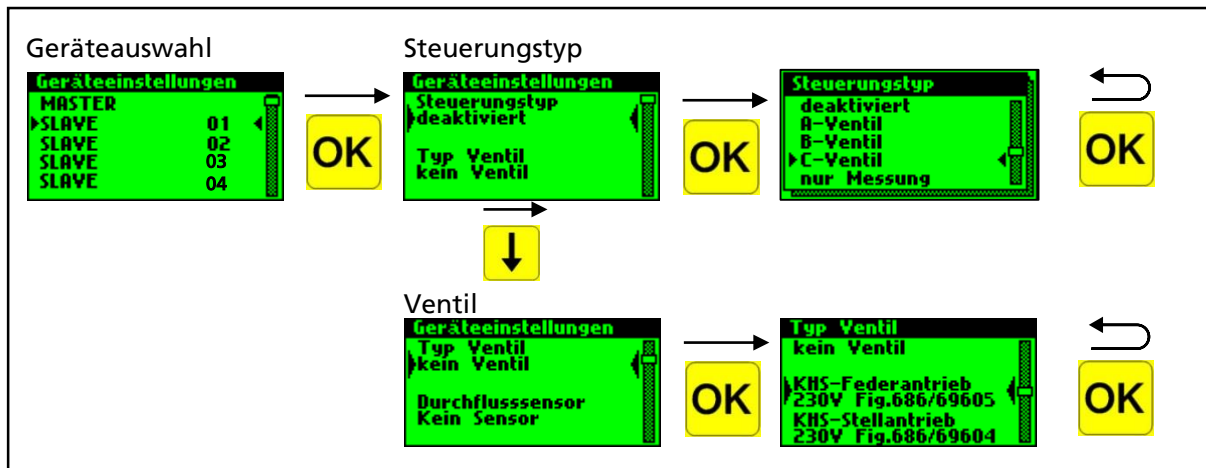 Geräteauswahl
Geräteeinstellungen
MASTER
SLAVE 01
SLAVE 02
SLAVE 03
SLAVE 04
OK
Steuerungstyp
Geräteeinstellungen
Steuerungstyp
deaktiviert
Typ Ventil
kein Ventil
OK
Steuerungstyp
deaktiviert
A-Ventil
B-Ventil
C-Ventil
nur Messung
OK
Ventil
Geräteeinstellungen
Typ Ventil
kein Ventil
Durchflusssensor
Kein Sensor
OK
Typ Ventil
kein Ventil
KHS-Federantrieb
230V Fig.686/69605
KHS-Stellantrieb
230V Fig.686/69604
OK